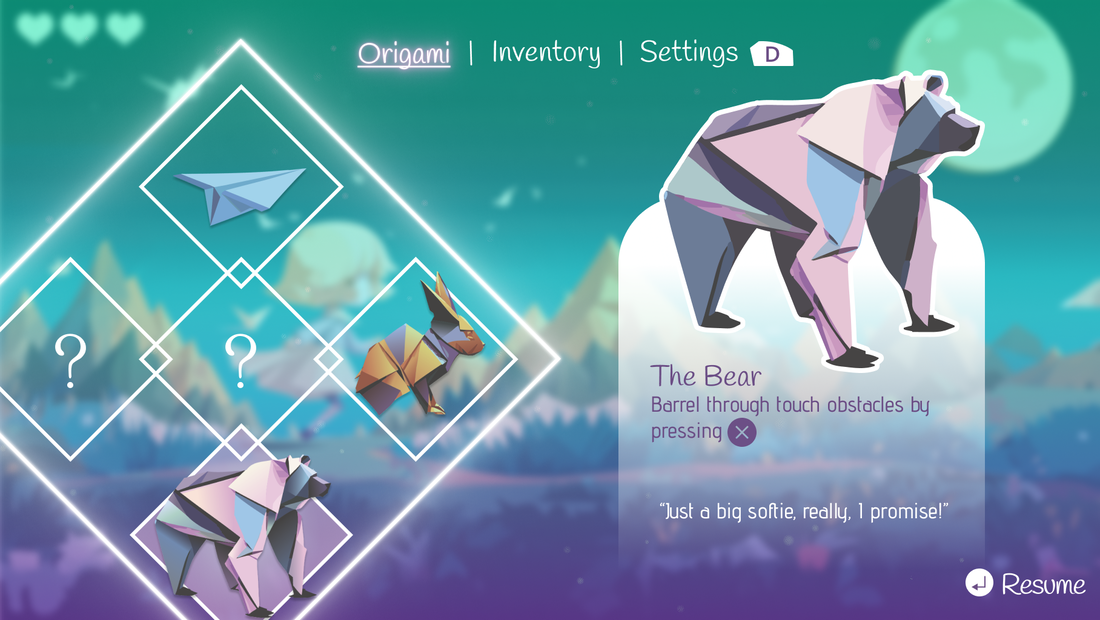 Origami | Inventory | Settings D
?
?
The Bear
Barrel through touch obstacles by
pressing
“Just a big softie, really, I promise!”
Resume